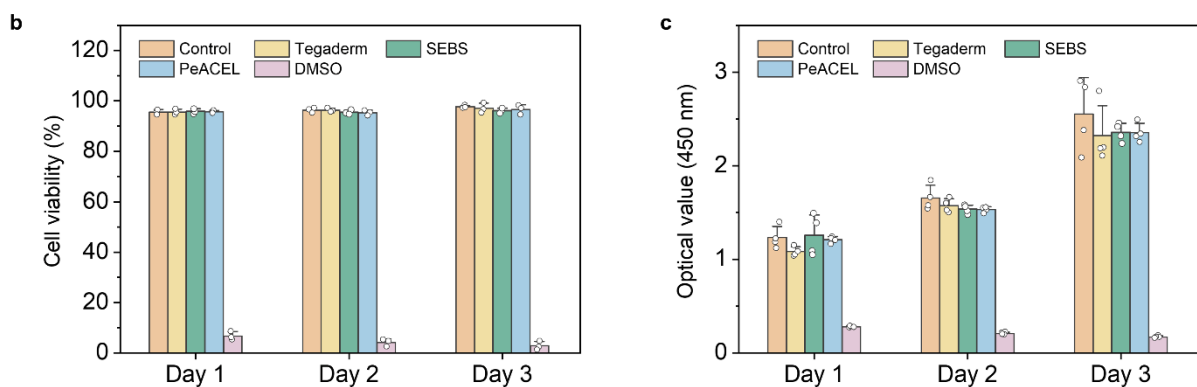 b
Cell viability (%)
120
100
80
60
40
20
0
Control Tegaderm SEBS
PeACEL DMSO
Day 1 Day 2 Day 3
c
Optical value (450 nm)
3
2
1
0
Control Tegaderm SEBS
PeACEL DMSO
Day 1 Day 2 Day 3